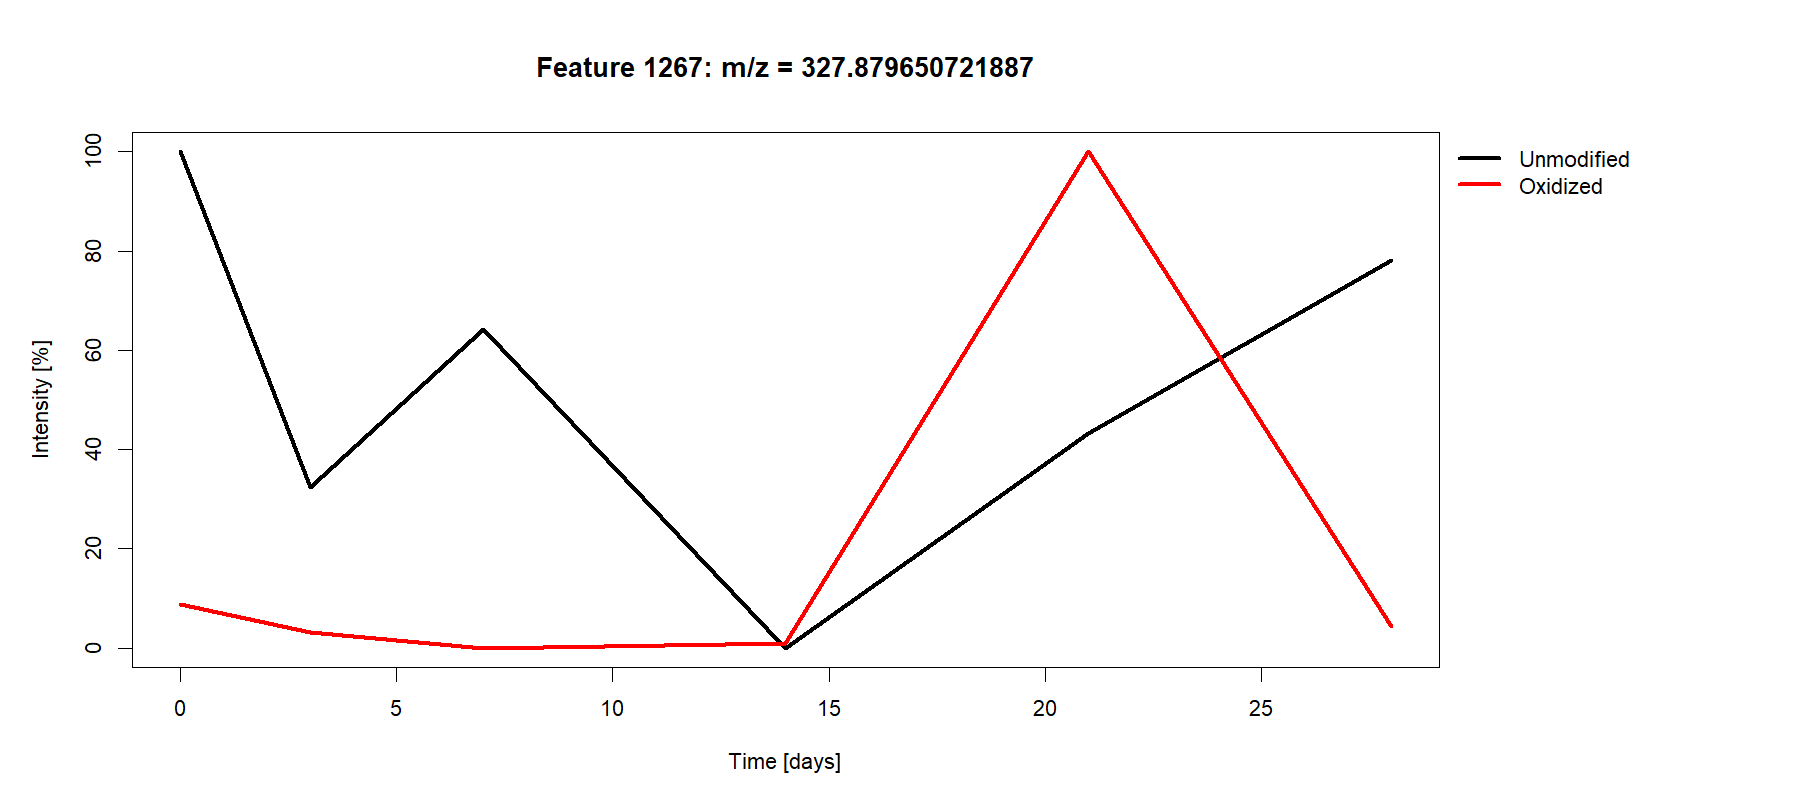 Feature 1267: m/z = 327.879650721887
Unmodified
Oxidized
Intensity [%]
100
80
60
40
20
0
0 5 10 15 20 25
Time [days]